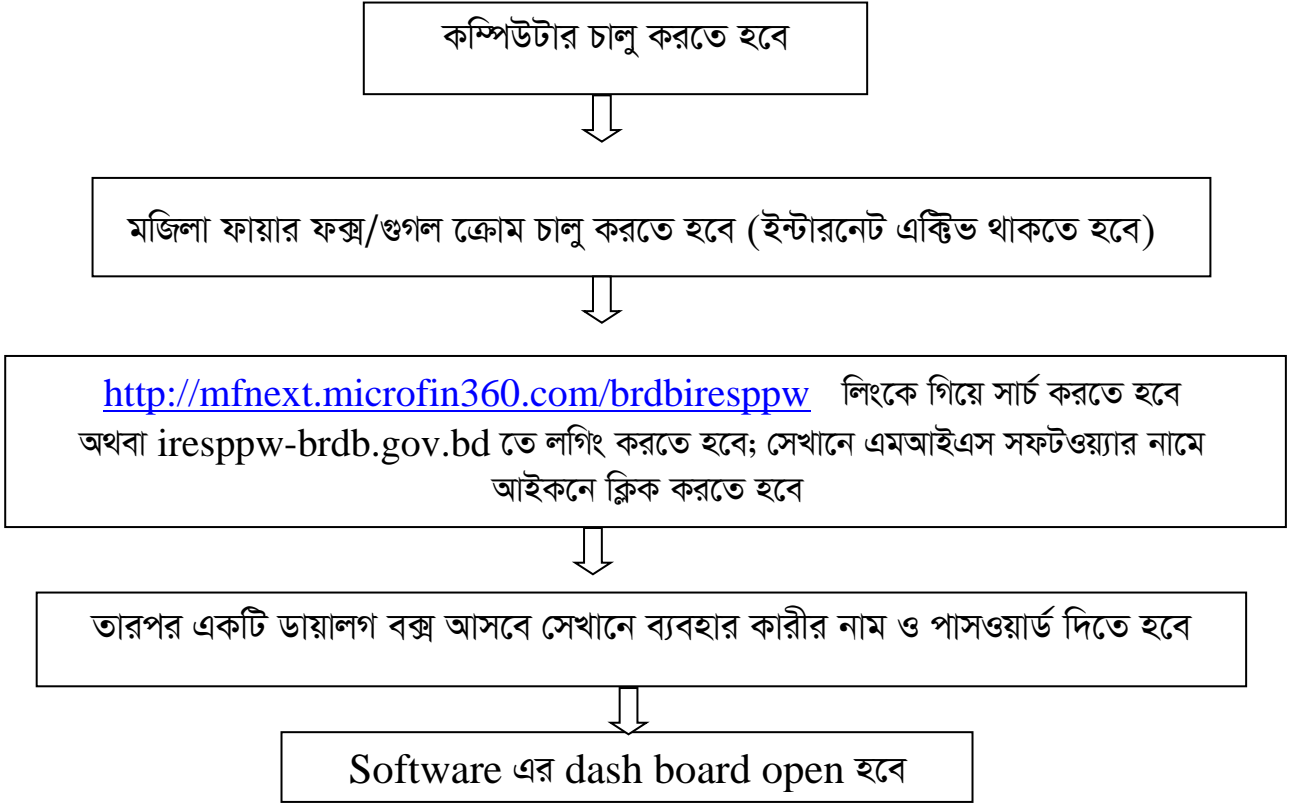 কম্পিউটার চালু করতে হবে
মজিলা ফায়ার ফক্স/গুগল ক্রোম চালু করতে হবে (ইন্টারনেট এক্টিভ থাকতে হবে)
http://mfnext.microfin360.com/brdbiresppw লিংকে গিয়ে সার্চ করতে হবে
অথবা iresppw-brdb.gov.bd তে লগিং করতে হবে; সেখানে এমআইএস সফটওয়্যার নামে
আইকনে ক্লিক করতে হবে
তারপর একটি ডায়ালগ বক্স আসবে সেখানে ব্যবহার কারীর নাম ও পাসওয়ার্ড দিতে হবে
Software এর dash board open হবে